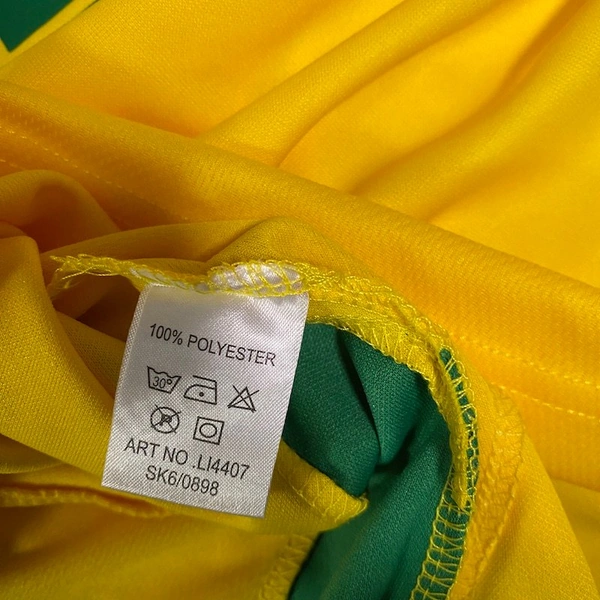 100% POLYESTER
30°
P
ART NO .LI4407
SK6/0898